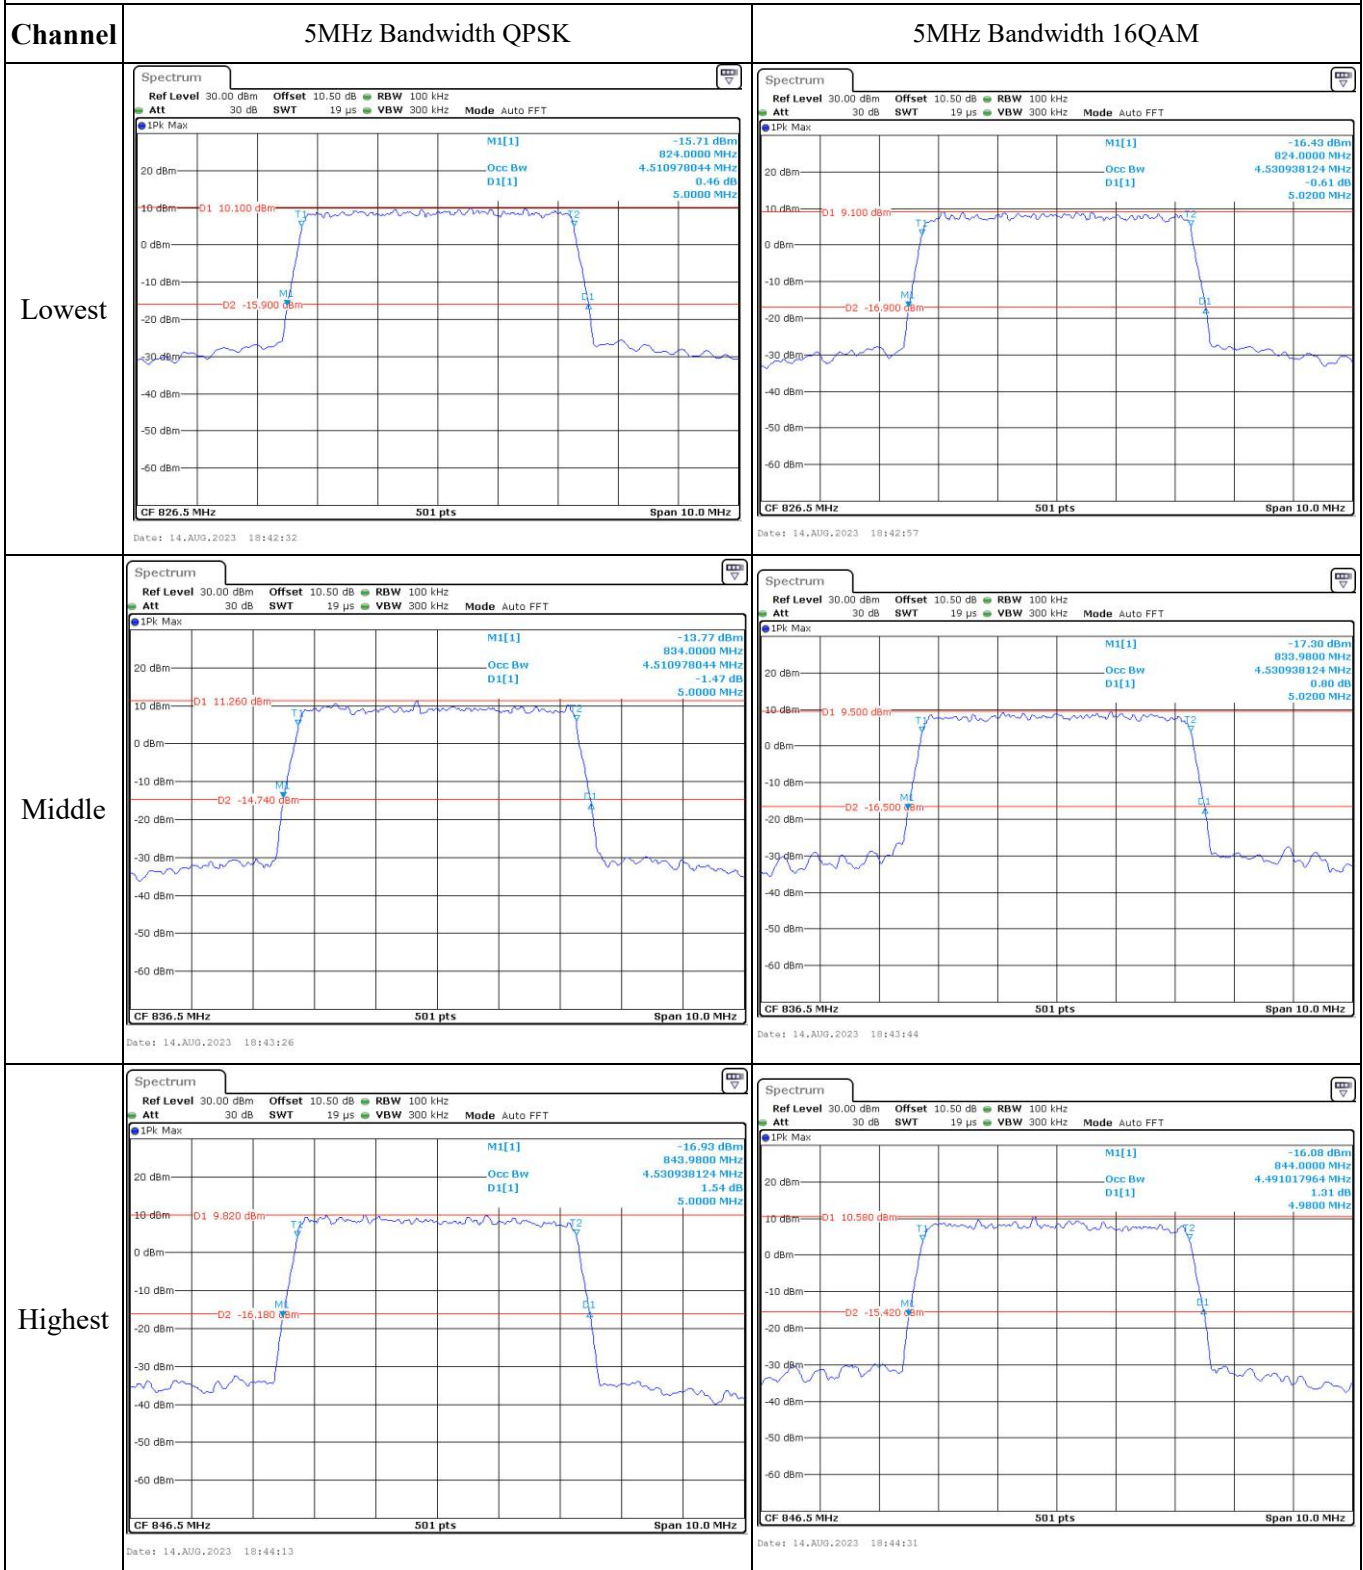 Channel 5MHz Bandwidth QPSK 5MHz Bandwidth 16QAM
Lowest
Spectrum
Ref Level 30.00 dBm Offset 10.50 dB RBW 100 kHz
Att 30 dB SWT 19 µs VBW 300 kHz Mode Auto FFT
1Pk Max
M1[1] -15.71 dBm
824.0000 MHz
Occ Bw 4.510978044 MHz
D1[1] 0.46 dB
5.0000 MHz
20 dBm
10 dBm
D1 10.100 dBm
T1
T2
0 dBm
-10 dBm
M1
D1
D2 -15.900 dBm
-20 dBm
-30 dBm
-40 dBm
-50 dBm
-60 dBm
CF 826.5 MHz 501 pts Span 10.0 MHz
Date: 14.AUG.2023 18:42:32
Spectrum
Ref Level 30.00 dBm Offset 10.50 dB RBW 100 kHz
Att 30 dB SWT 19 µs VBW 300 kHz Mode Auto FFT
1Pk Max
M1[1] -16.43 dBm
824.0000 MHz
Occ Bw 4.530938124 MHz
D1[1] -0.61 dB
5.0200 MHz
20 dBm
10 dBm
D1 9.100 dBm
T1
T2
0 dBm
-10 dBm
M1
D1
D2 -16.900 dBm
-20 dBm
-30 dBm
-40 dBm
-50 dBm
-60 dBm
CF 826.5 MHz 501 pts Span 10.0 MHz
Date: 14.AUG.2023 18:42:57
Middle
Spectrum
Ref Level 30.00 dBm Offset 10.50 dB RBW 100 kHz
Att 30 dB SWT 19 µs VBW 300 kHz Mode Auto FFT
1Pk Max
M1[1] -13.77 dBm
834.0000 MHz
Occ Bw 4.510978044 MHz
D1[1] -1.47 dB
5.0000 MHz
20 dBm
D1 11.260 dBm
10 dBm
T1
T2
0 dBm
-10 dBm
M1
D1
D2 -14.740 dBm
-20 dBm
-30 dBm
-40 dBm
-50 dBm
-60 dBm
CF 836.5 MHz 501 pts Span 10.0 MHz
Date: 14.AUG.2023 18:43:26
Spectrum
Ref Level 30.00 dBm Offset 10.50 dB RBW 100 kHz
Att 30 dB SWT 19 µs VBW 300 kHz Mode Auto FFT
1Pk Max
M1[1] -17.30 dBm
833.9800 MHz
Occ Bw 4.530938124 MHz
D1[1] 0.80 dB
5.0200 MHz
20 dBm
10 dBm
D1 9.500 dBm
T1
T2
0 dBm
-10 dBm
M1
D1
D2 -16.500 dBm
-20 dBm
-30 dBm
-40 dBm
-50 dBm
-60 dBm
CF 836.5 MHz 501 pts Span 10.0 MHz
Date: 14.AUG.2023 18:43:44
Highest
Spectrum
Ref Level 30.00 dBm Offset 10.50 dB RBW 100 kHz
Att 30 dB SWT 19 µs VBW 300 kHz Mode Auto FFT
1Pk Max
M1[1] -16.93 dBm
843.9800 MHz
Occ Bw 4.530938124 MHz
D1[1] 1.54 dB
5.0000 MHz
20 dBm
10 dBm
D1 9.820 dBm
T1
T2
0 dBm
-10 dBm
M1
D1
D2 -16.180 dBm
-20 dBm
-30 dBm
-40 dBm
-50 dBm
-60 dBm
CF 846.5 MHz 501 pts Span 10.0 MHz
Date: 14.AUG.2023 18:44:13
Spectrum
Ref Level 30.00 dBm Offset 10.50 dB RBW 100 kHz
Att 30 dB SWT 19 µs VBW 300 kHz Mode Auto FFT
1Pk Max
M1[1] -16.08 dBm
844.0000 MHz
Occ Bw 4.491017964 MHz
D1[1] 1.31 dB
4.9800 MHz
20 dBm
10 dBm
D1 10.580 dBm
T1
T2
0 dBm
-10 dBm
M1
D1
D2 -15.420 dBm
-20 dBm
-30 dBm
-40 dBm
-50 dBm
-60 dBm
CF 846.5 MHz 501 pts Span 10.0 MHz
Date: 14.AUG.2023 18:44:31